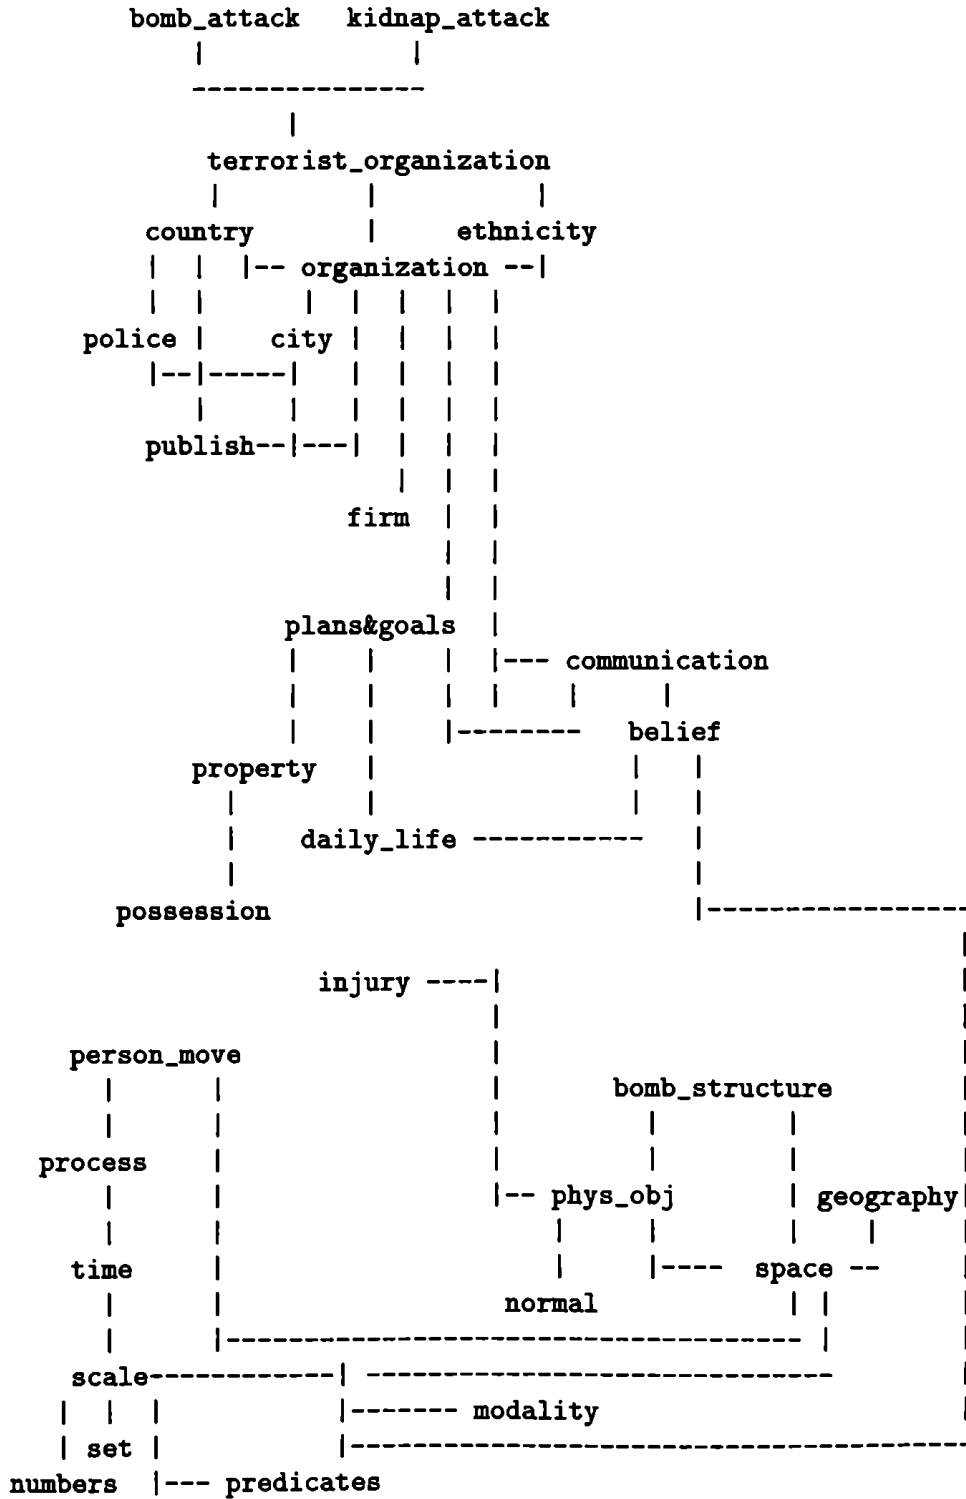 bomb_attack kidnap_attack
terrorist_organization
country ethnicity
organization
police city
publish
firm
plans&goals
communication
belief
property
daily_life
possession
injury
person_move
bomb_structure
process
phys_obj geography
time space
normal
scale
modality
set
numbers predicates